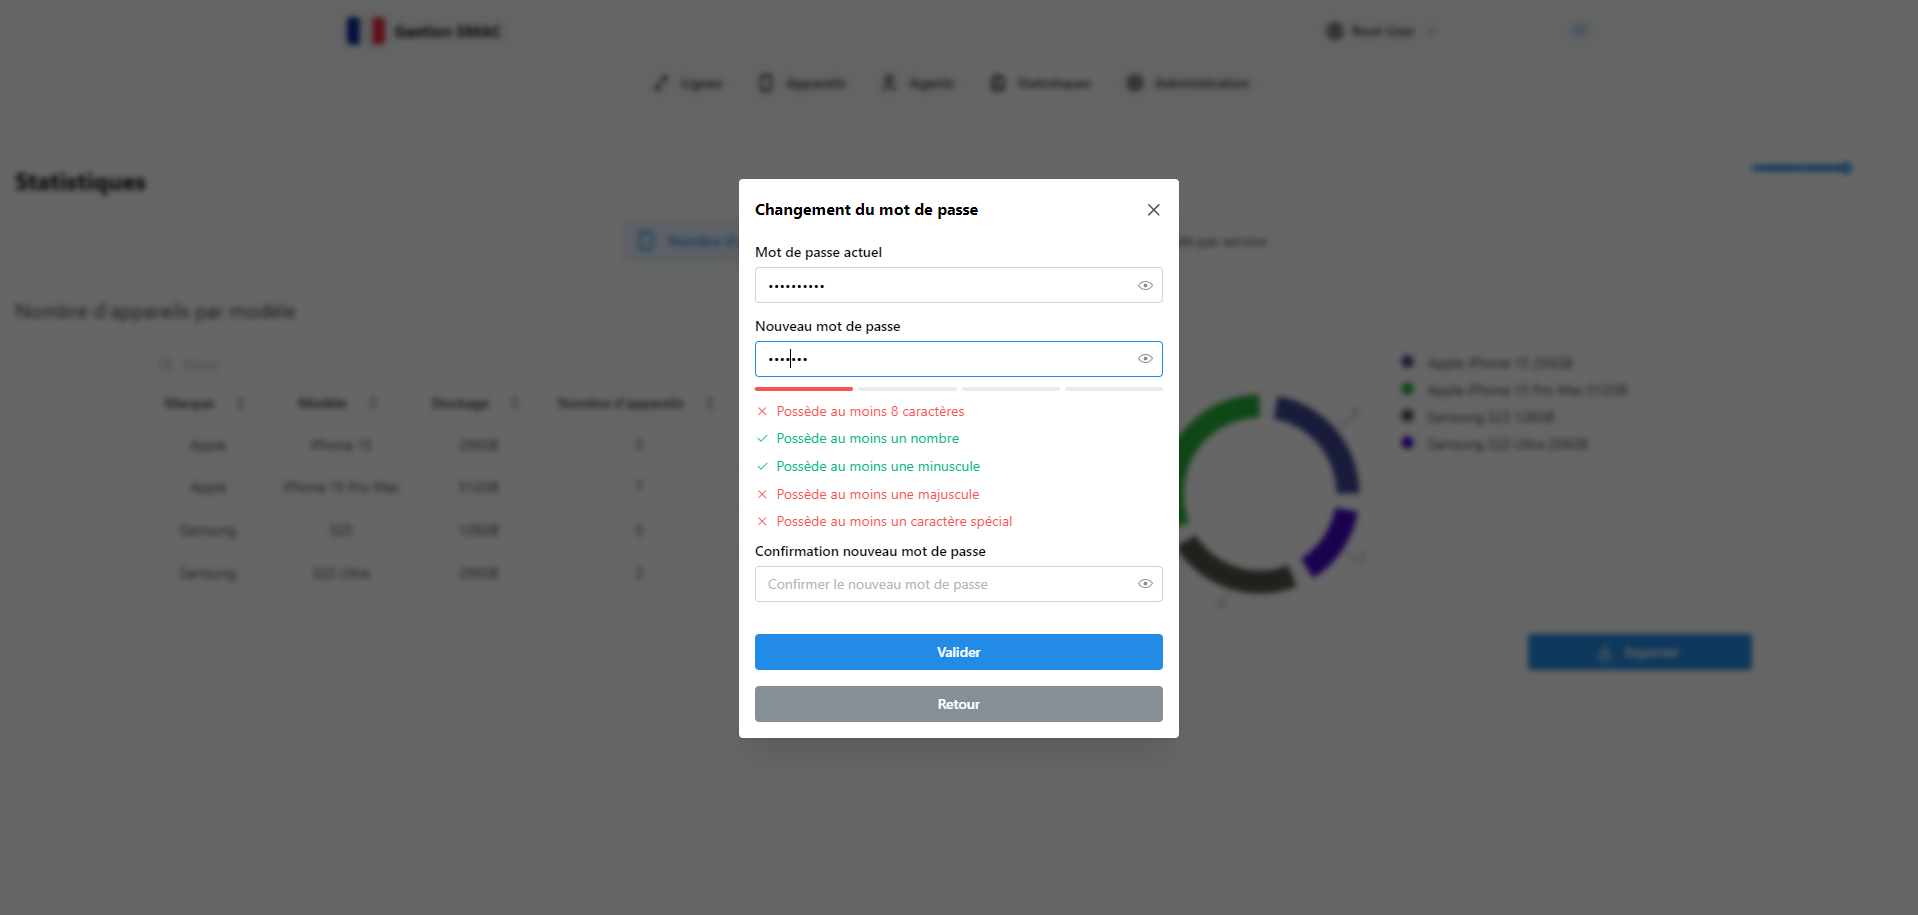 Gestion SMAC
Root User
Lignes
Appareils
Agents
Statistiques
Administration
Statistiques
Changement du mot de passe
Mot de passe actuel
••••••••••
Nombre d'
par service
Nouveau mot de passe
•••••••
Nombre d'appareils par modèle
Filtrer
Marque
Modèle
Stockage
Nombre d'appareils
Apple
iPhone 15
256GB
Apple
iPhone 15 Pro Max
512GB
Samsung
S23
128GB
Samsung
S23 Ultra
256GB
Possède au moins 8 caractères
Possède au moins un nombre
Possède au moins une minuscule
Possède au moins une majuscule
Possède au moins un caractère spécial
Confirmation nouveau mot de passe
Confirmer le nouveau mot de passe
Valider
Retour
Apple iPhone 15 256GB
Apple iPhone 15 Pro Max 512GB
Samsung S23 128GB
Samsung S23 Ultra 256GB
Exporter